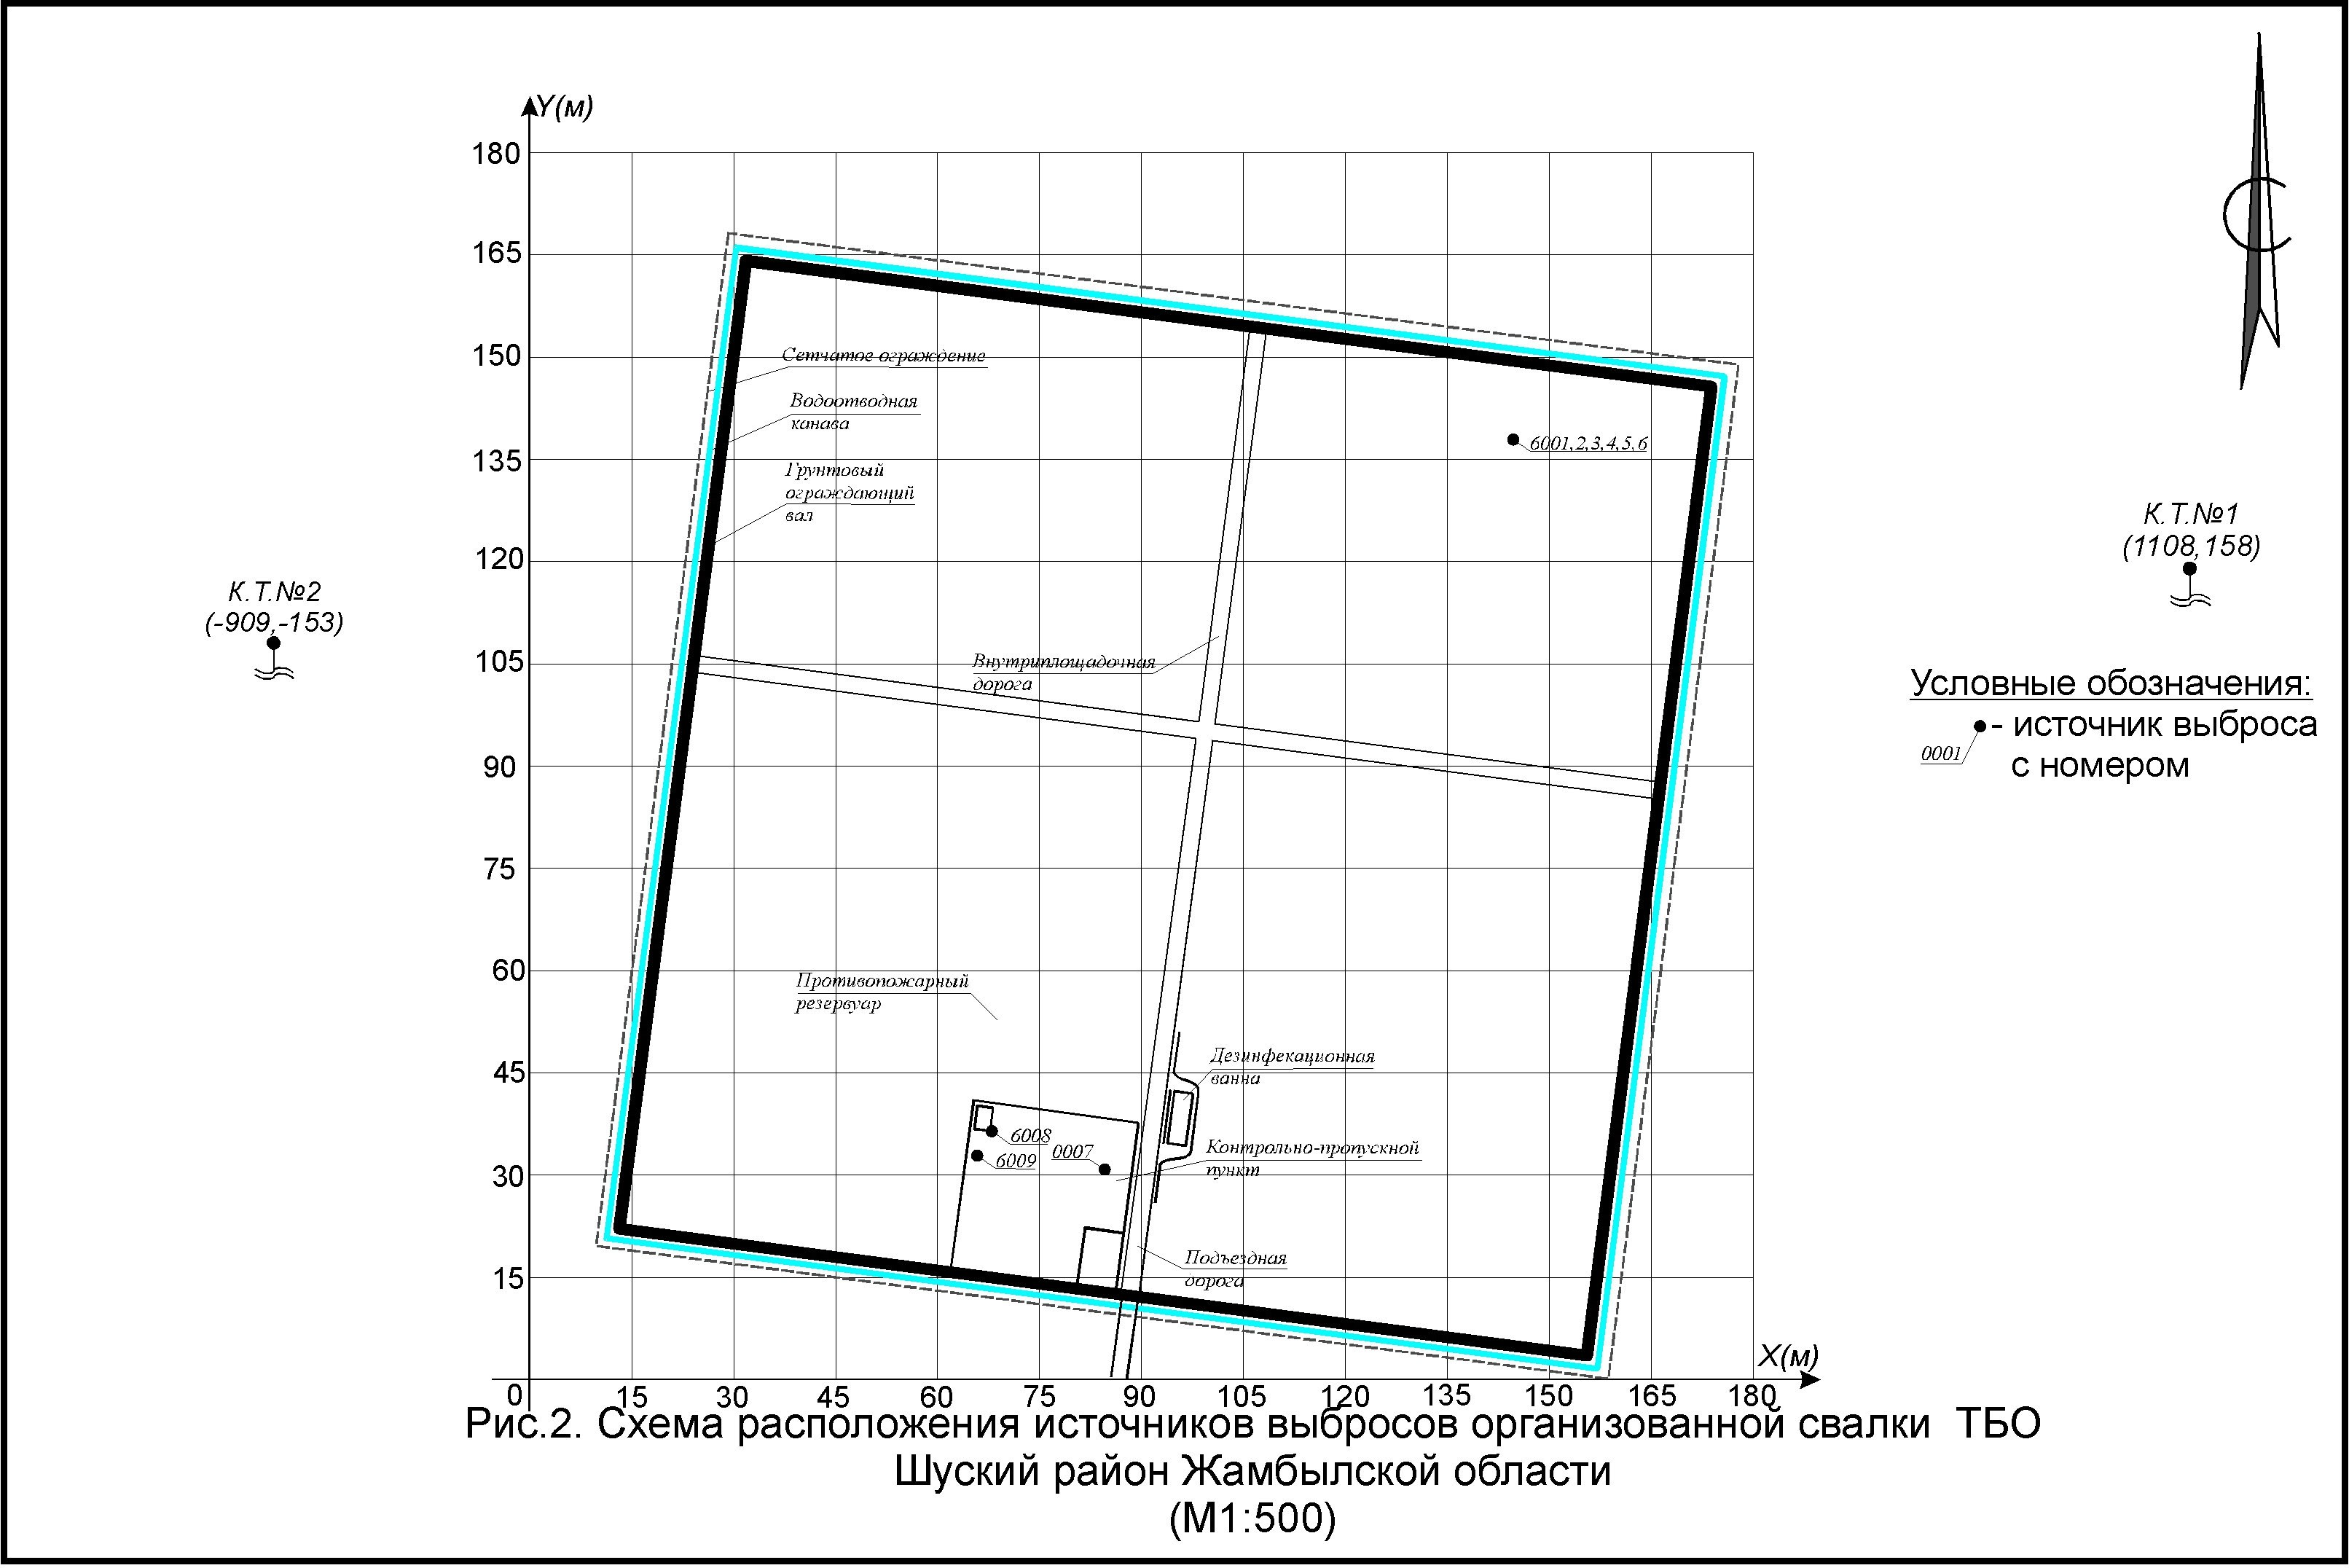 Y(м)
180
165
150
135
120
105
90
75
60
45
30
15
0
15
30
45
60
75
90
105
120
135
150
165
180
X(м)
С
Сетчатое ограждение
Водоотводная
канава
Грунтовый
ограждающий
вал
6001,2,3,4,5,6
К.Т.№1
(1108,158)
К.Т.№2
(-909,-153)
Внутриплощадочная
дорога
Условные обозначения:
- источник выброса
0001
с номером
Противопожарный
резервуар
Дезинфекационная
ванна
6008
6009
0007
Контрольно-пропускной
пункт
Подъездная
дорога
Рис.2. Схема расположения источников выбросов организованной свалки ТБО
Шуский район Жамбылской области
(М1:500)